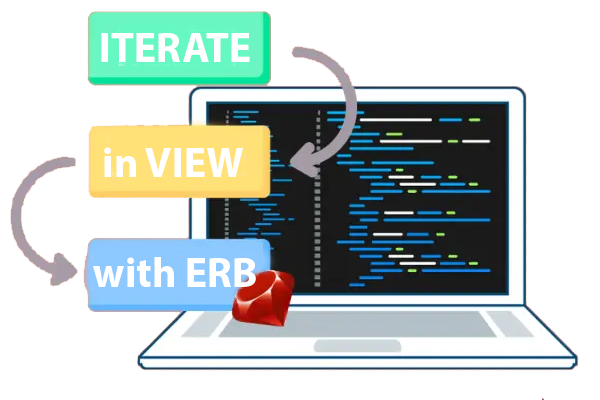 ITERATE
in VIEW
with ERB